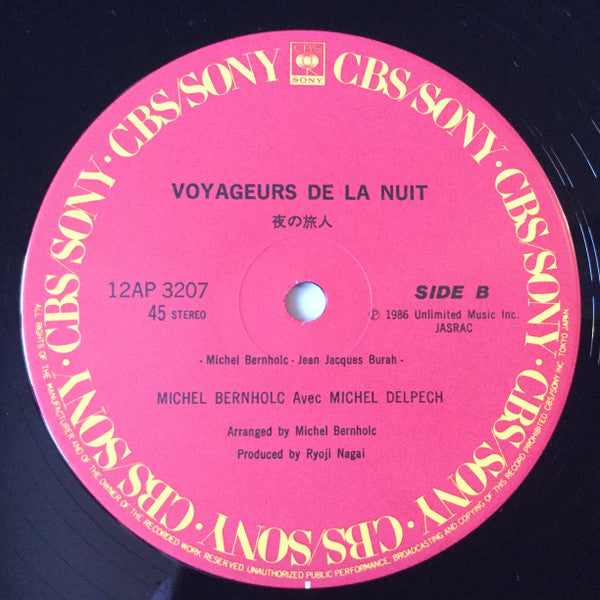 CBS/SONY · CBS/SONY · CBS/SONY · CBS/SONY · CBS/SONY · CBS/SONY · CBS/SONY
CBS
SONY
VOYAGEURS DE LA NUIT
夜の旅人
12AP 3207
45 STEREO
SIDE B
Ⓟ 1986 Unlimited Music Inc.
JASRAC
- Michel Bernholc - Jean Jacques Burah -
MICHEL BERNHOLC Avec MICHEL DELPECH
Arranged by Michel Bernholc
Produced by Ryoji Nagai
ALL RIGHTS OF THE MANUFACTURER AND OF THE OWNER OF THE RECORDED WORK RESERVED. UNAUTHORIZED PUBLIC PERFORMANCE, BROADCASTING AND COPYING OF THIS RECORD PROHIBITED. CBS/SONY INC. TOKYO JAPAN